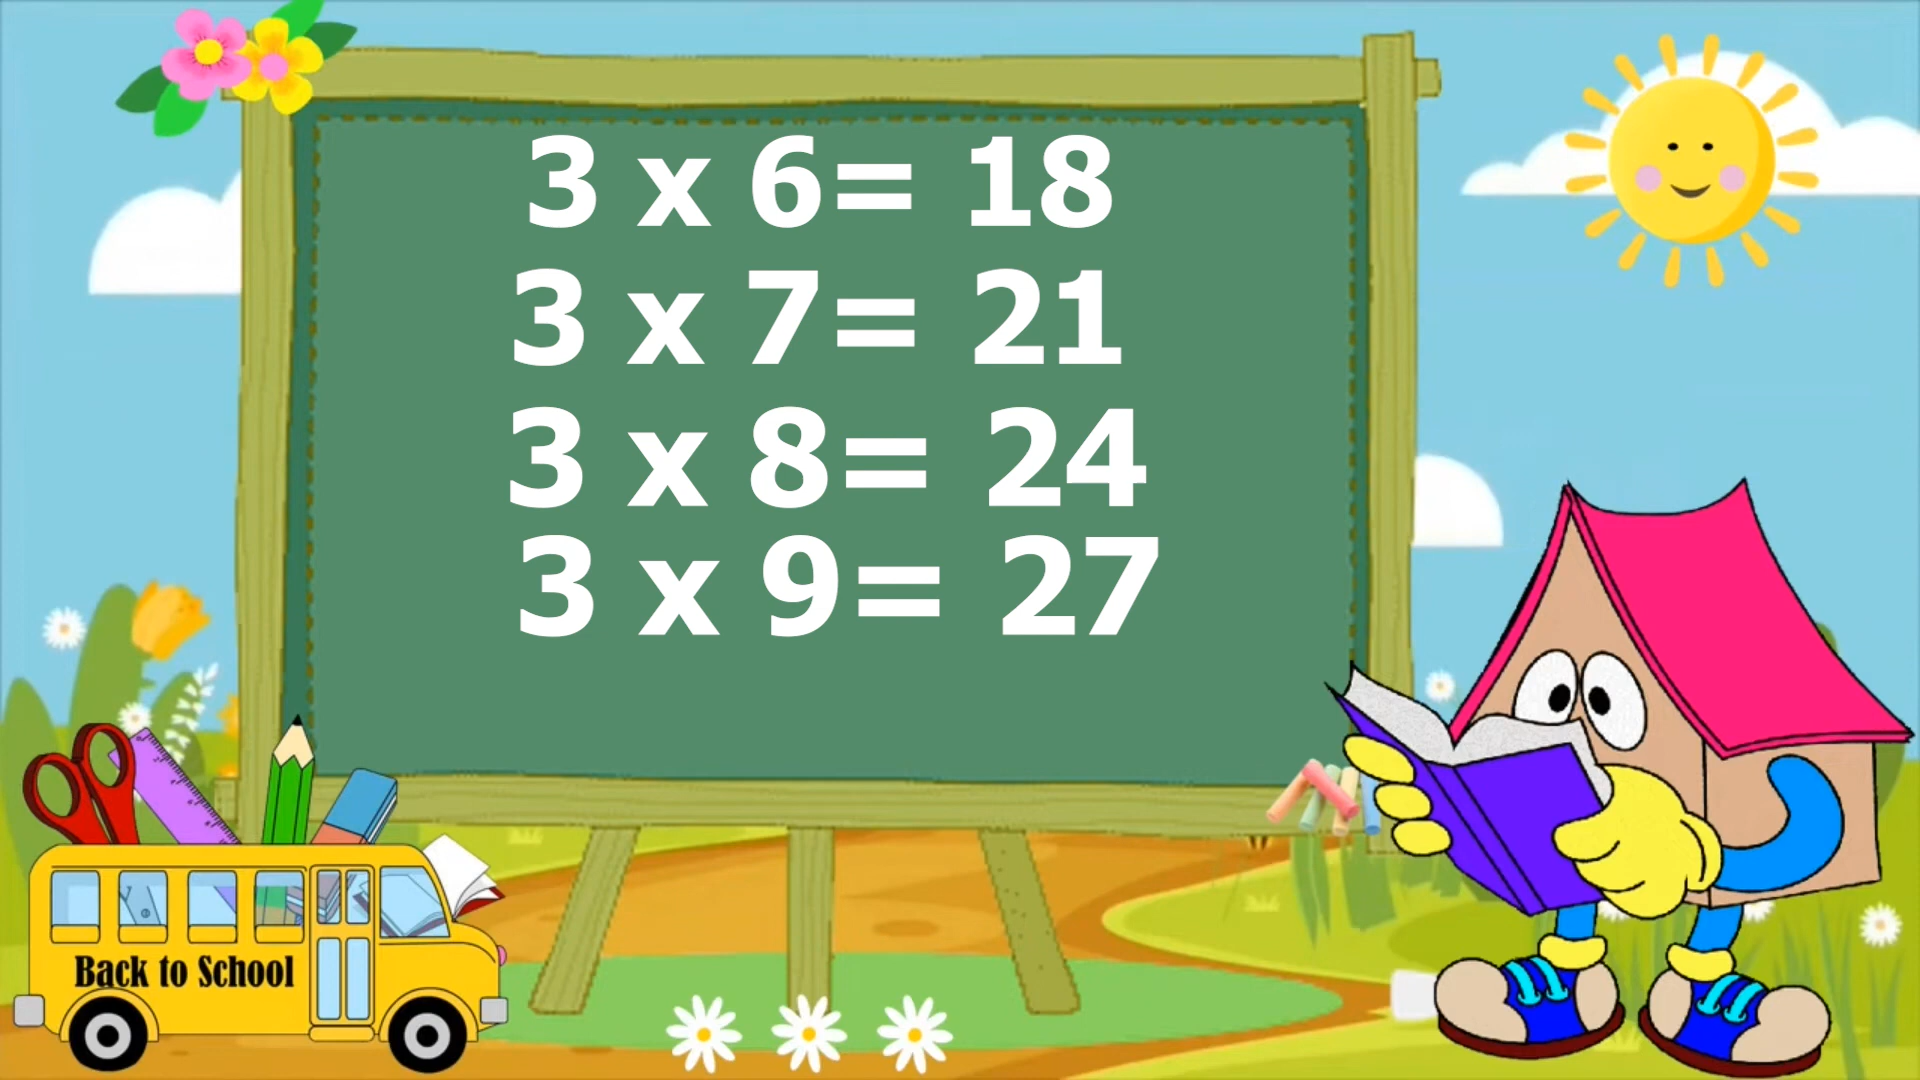 3 x 6= 18
3 x 7= 21
3 x 8= 24
3 x 9= 27
Back to School